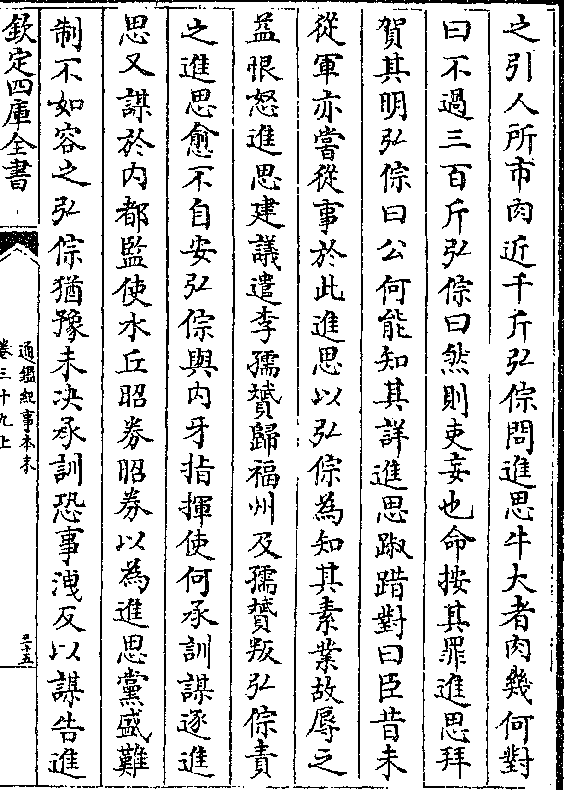 之引人所市肉近千斤弘倧問進思牛大者肉幾何對
曰不過三百斤弘倧曰然則吏妄也命按其罪進思拜
賀其明弘倧曰公何能知其詳進思踧踖對曰臣昔未
從軍亦嘗從事於此進思以弘倧為知其素業故辱之
益恨怒進思建議遣李孺贇歸福州及孺贇叛弘倧責
之進思愈不自安弘倧與内牙指揮使何承訓謀逐進
思又謀於内都監使水丘昭券昭券以為進思黨盛難
制不如容之弘倧猶豫未决承訓恐事洩反以謀告進
欽定四庫全書
通鑑紀事本末
卷三十九上
三十五